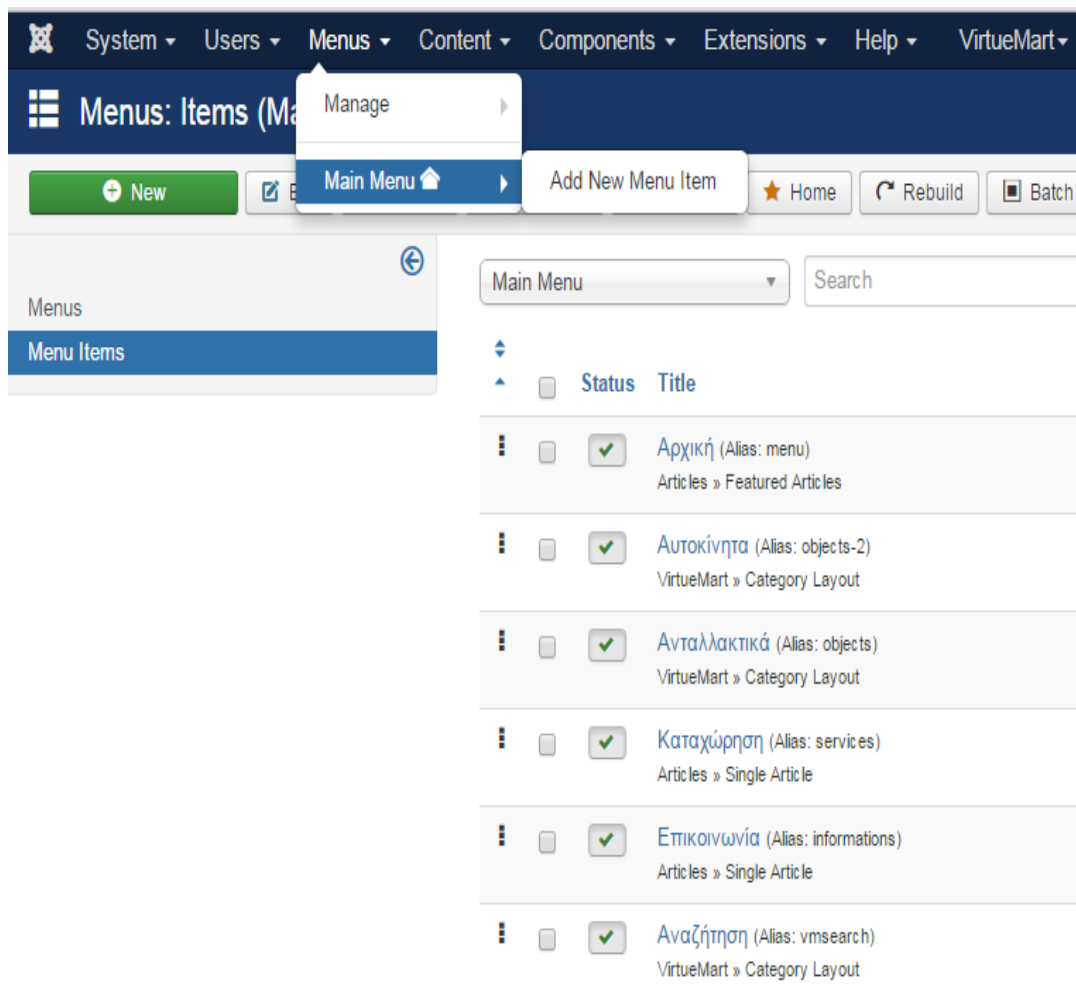 System Users Menus Content Components Extensions Help VirtueMart
Menus: Items (Ma
Manage
Main Menu
Add New Menu Item
New
Home
Rebuild
Batch
Menus
Menu Items
Main Menu
Search
Status Title
Αρχική (Alias: menu)
Articles » Featured Articles
Αυτοκίνητα (Alias: objects-2)
VirtueMart » Category Layout
Ανταλλακτικά (Alias: objects)
VirtueMart » Category Layout
Καταχώρηση (Alias: services)
Articles » Single Article
Επικοινωνία (Alias: informations)
Articles » Single Article
Αναζήτηση (Alias: vmsearch)
VirtueMart » Category Layout